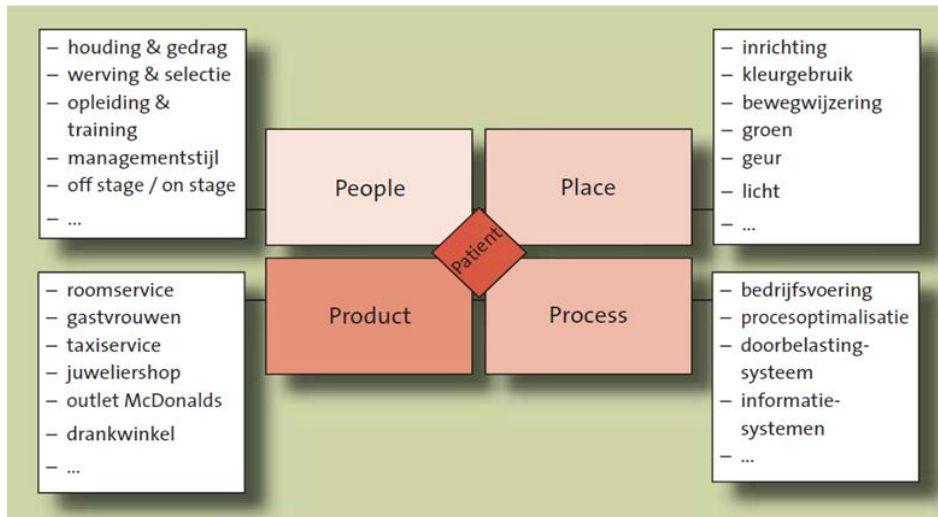 – houding & gedrag
– werving & selectie
– opleiding &
training
– managementstijl
– off stage / on stage
– ...
People
Place
– inrichting
– kleurgebruik
– bewegwijzering
– groen
– geur
– licht
– ...
Patient
– roomservice
– gastvrouwen
– taxiservice
– juweliershop
– outlet McDonalds
– drankwinkel
– ...
Product
Process
– bedrijfsvoering
– procesoptimalisatie
– doorbelasting-
systeem
– informatie-
systemen
– ...